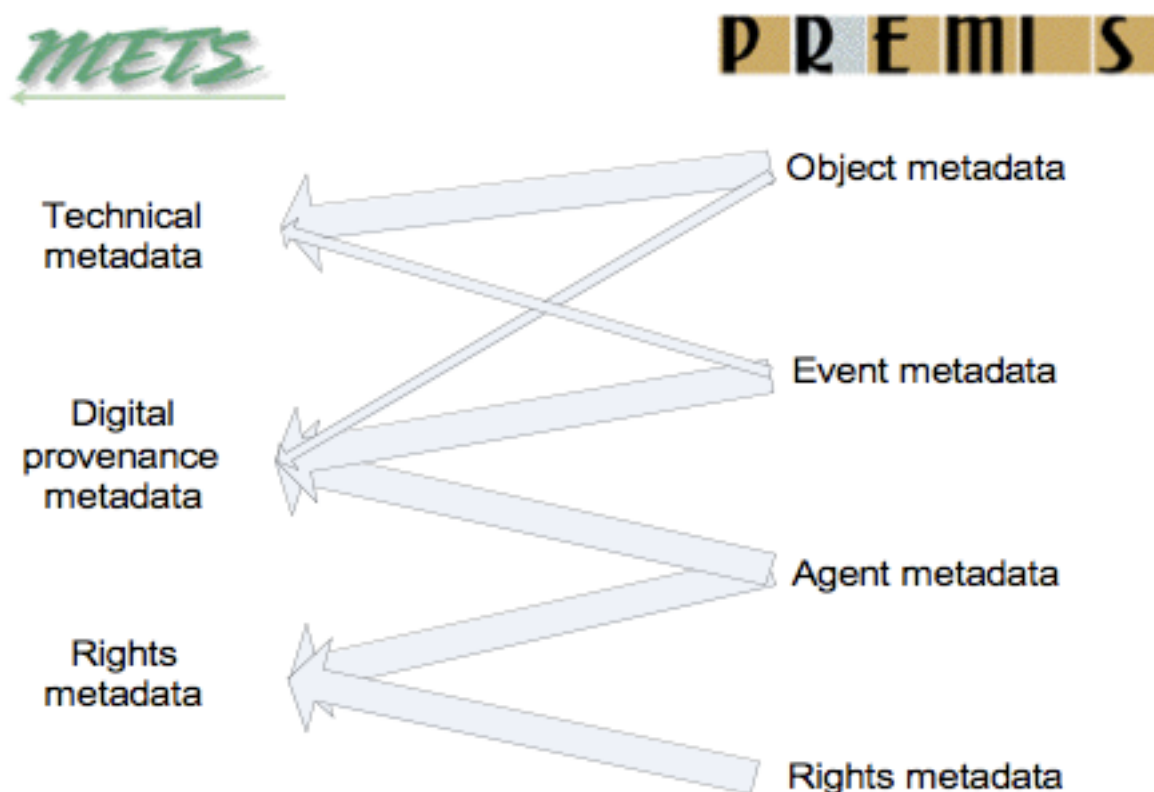 METS
PREMIS
Object metadata
Technical
metadata
Event metadata
Digital
provenance
metadata
Agent metadata
Rights
metadata
Rights metadata